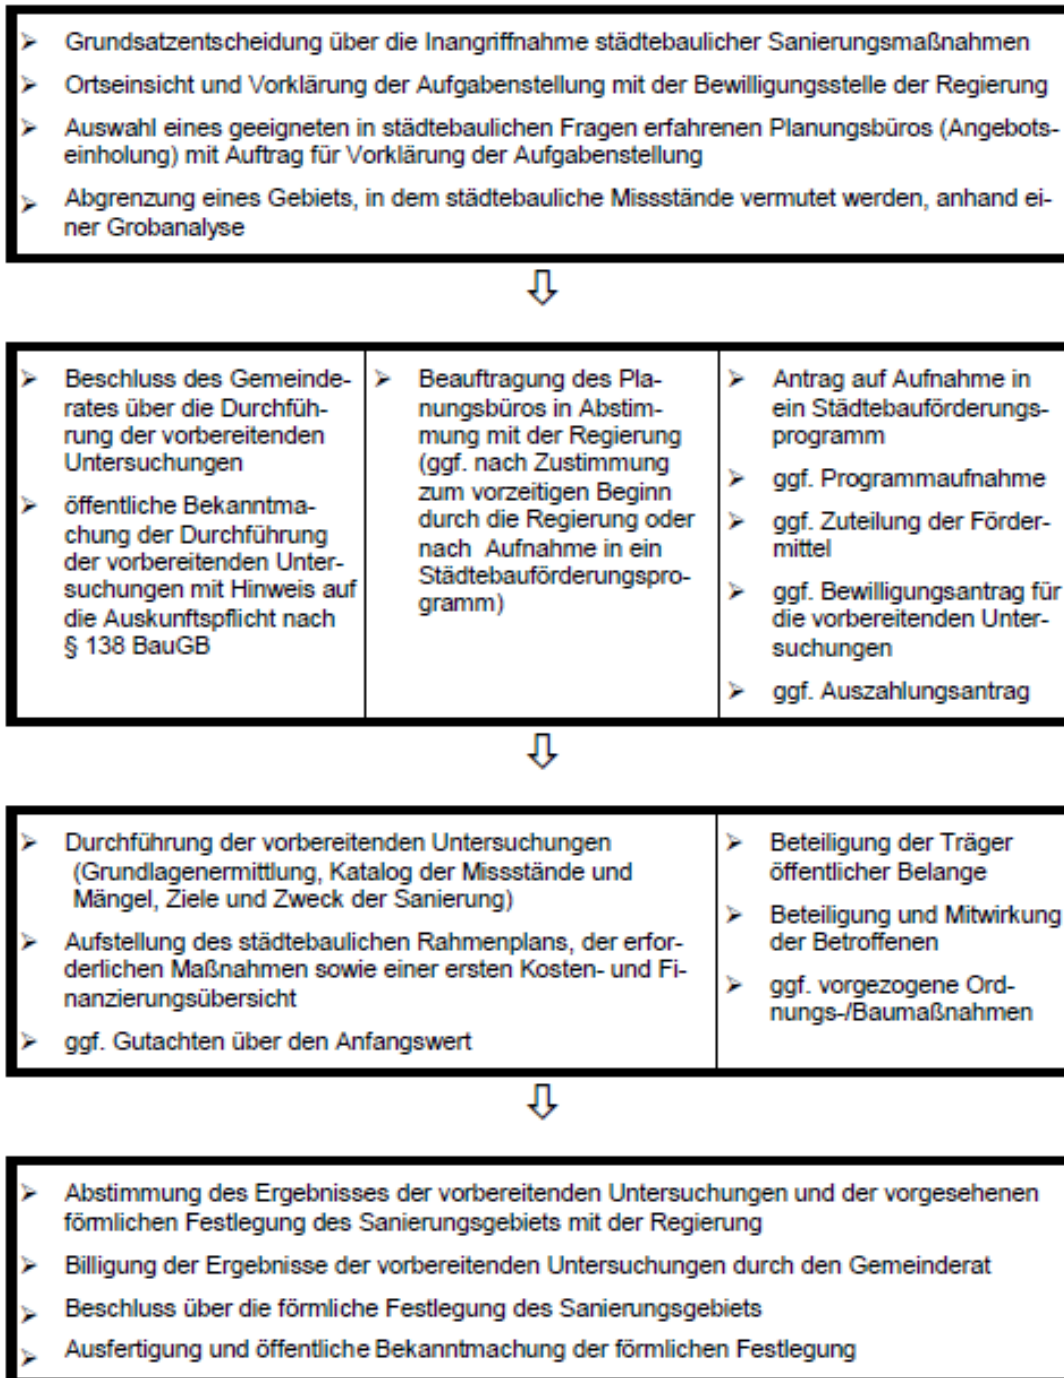 ➢ Grundsatzentscheidung über die Inangriffnahme städtebaulicher Sanierungsmaßnahmen
➢ Ortseinsicht und Vorklärung der Aufgabenstellung mit der Bewilligungsstelle der Regierung
➢ Auswahl eines geeigneten in städtebaulichen Fragen erfahrenen Planungsbüros (Angebots-
einholung) mit Auftrag für Vorklärung der Aufgabenstellung
➢ Abgrenzung eines Gebiets, in dem städtebauliche Missstände vermutet werden, anhand ei-
ner Grobanalyse
⇩
➢ Beschluss des Gemeinde-
rates über die Durchfüh-
rung der vorbereitenden
Untersuchungen
➢ öffentliche Bekanntma-
chung der Durchführung
der vorbereitenden Unter-
suchungen mit Hinweis auf
die Auskunftspflicht nach
§ 138 BauGB
➢ Beauftragung des Pla-
nungsbüros in Abstim-
mung mit der Regierung
(ggf. nach Zustimmung
zum vorzeitigen Beginn
durch die Regierung oder
nach Aufnahme in ein
Städtebauförderungspro-
gramm)
➢ Antrag auf Aufnahme in
ein Städtebauförderungs-
programm
➢ ggf. Programmaufnahme
➢ ggf. Zuteilung der Förder-
mittel
➢ ggf. Bewilligungsantrag für
die vorbereitenden Unter-
suchungen
➢ ggf. Auszahlungsantrag
⇩
➢ Durchführung der vorbereitenden Untersuchungen
(Grundlagenermittlung, Katalog der Missstände und
Mängel, Ziele und Zweck der Sanierung)
➢ Aufstellung des städtebaulichen Rahmenplans, der erfor-
derlichen Maßnahmen sowie einer ersten Kosten- und Fi-
nanzierungsübersicht
➢ ggf. Gutachten über den Anfangswert
➢ Beteiligung der Träger
öffentlicher Belange
➢ Beteiligung und Mitwirkung
der Betroffenen
➢ ggf. vorgezogene Ord-
nungs-/Baumaßnahmen
⇩
➢ Abstimmung des Ergebnisses der vorbereitenden Untersuchungen und der vorgesehenen
förmlichen Festlegung des Sanierungsgebiets mit der Regierung
➢ Billigung der Ergebnisse der vorbereitenden Untersuchungen durch den Gemeinderat
➢ Beschluss über die förmliche Festlegung des Sanierungsgebiets
➢ Ausfertigung und öffentliche Bekanntmachung der förmlichen Festlegung